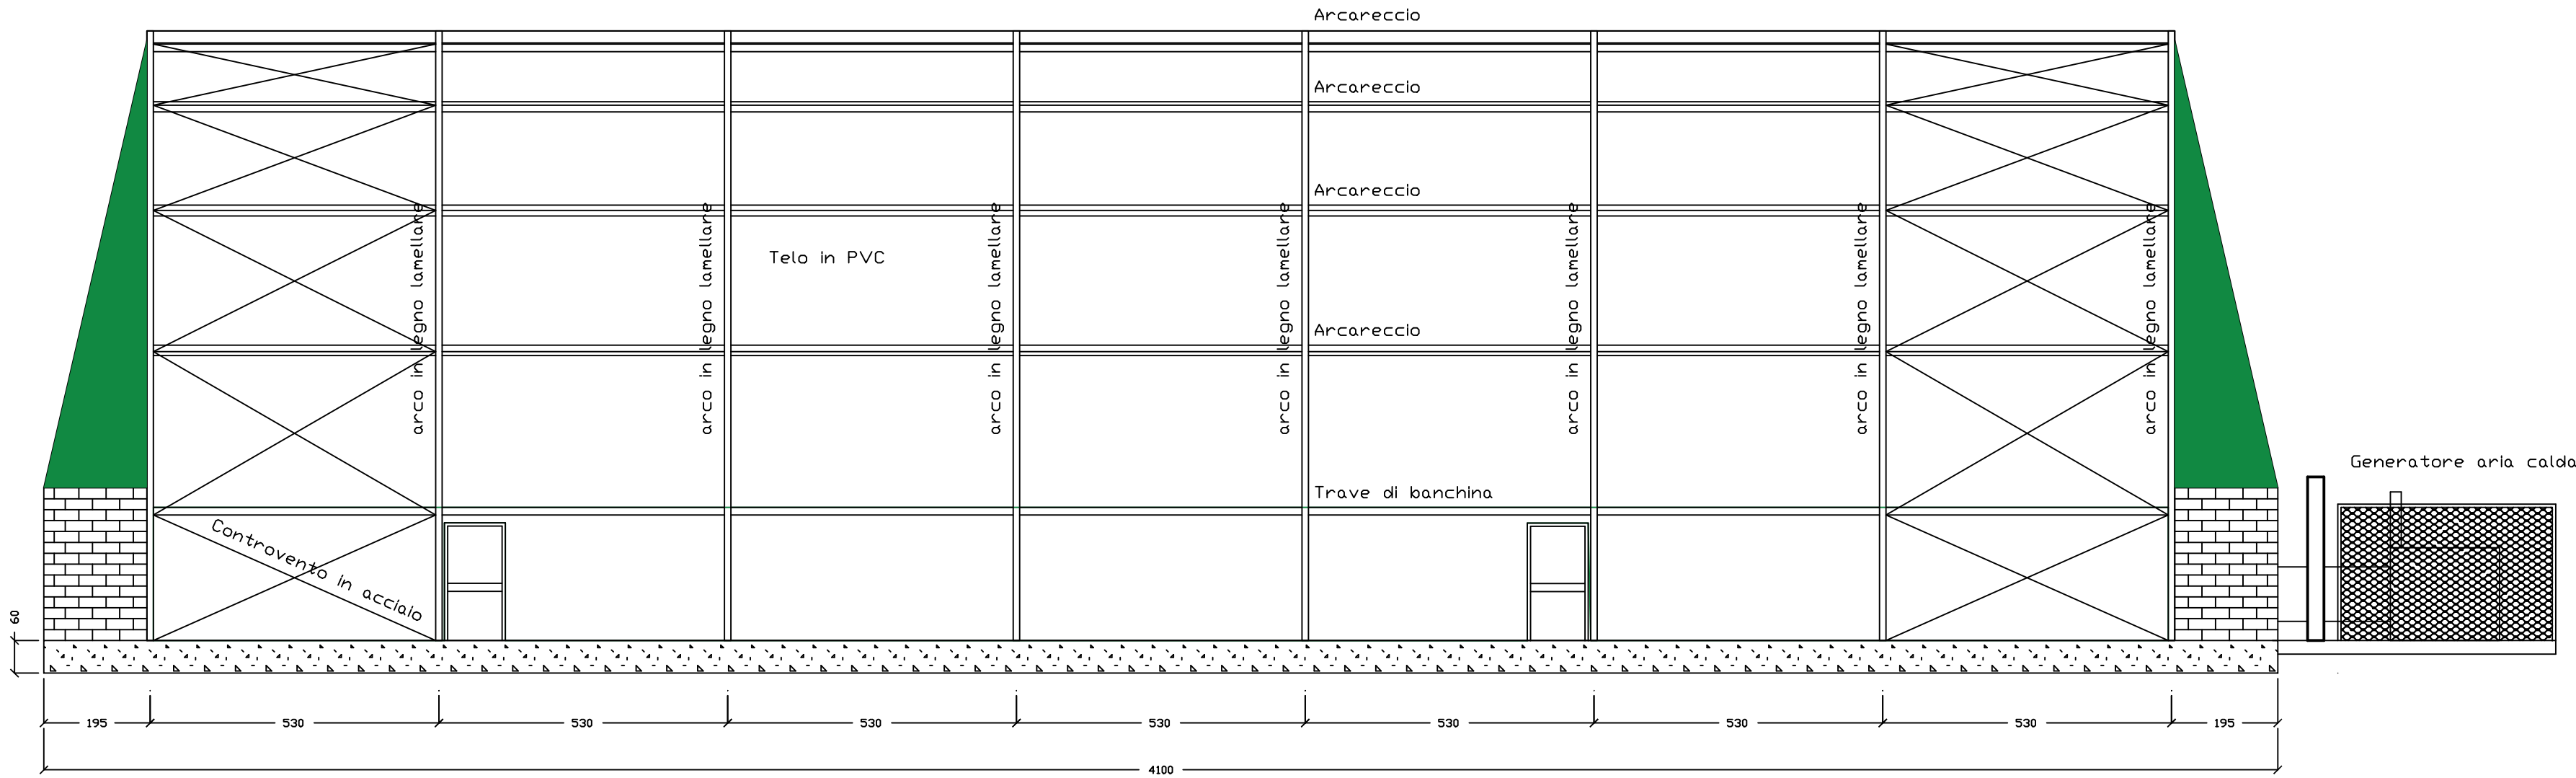 Arcareccio
Arcareccio
Arcareccio
Telo in PVC
Arcareccio
arco in legno lamellare
arco in legno lamellare
arco in legno lamellare
arco in legno lamellare
arco in legno lamellare
arco in legno lamellare
arco in legno lamellare
Generatore aria calda
Trave di banchina
Controvento in acciaio
60
195 530 530 530 530 530 530 530 195
4100